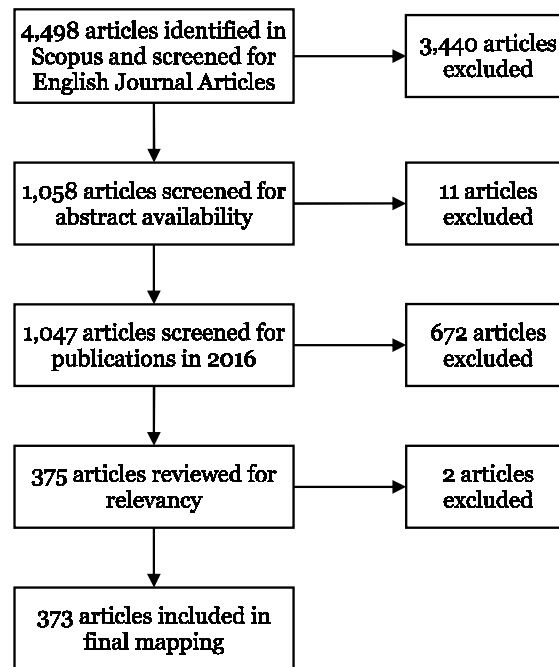 4,498 articles identified in
Scopus and screened for
English Journal Articles
3,440 articles
excluded
1,058 articles screened for
abstract availability
11 articles
excluded
1,047 articles screened for
publications in 2016
672 articles
excluded
375 articles reviewed for
relevancy
2 articles
excluded
373 articles included in
final mapping